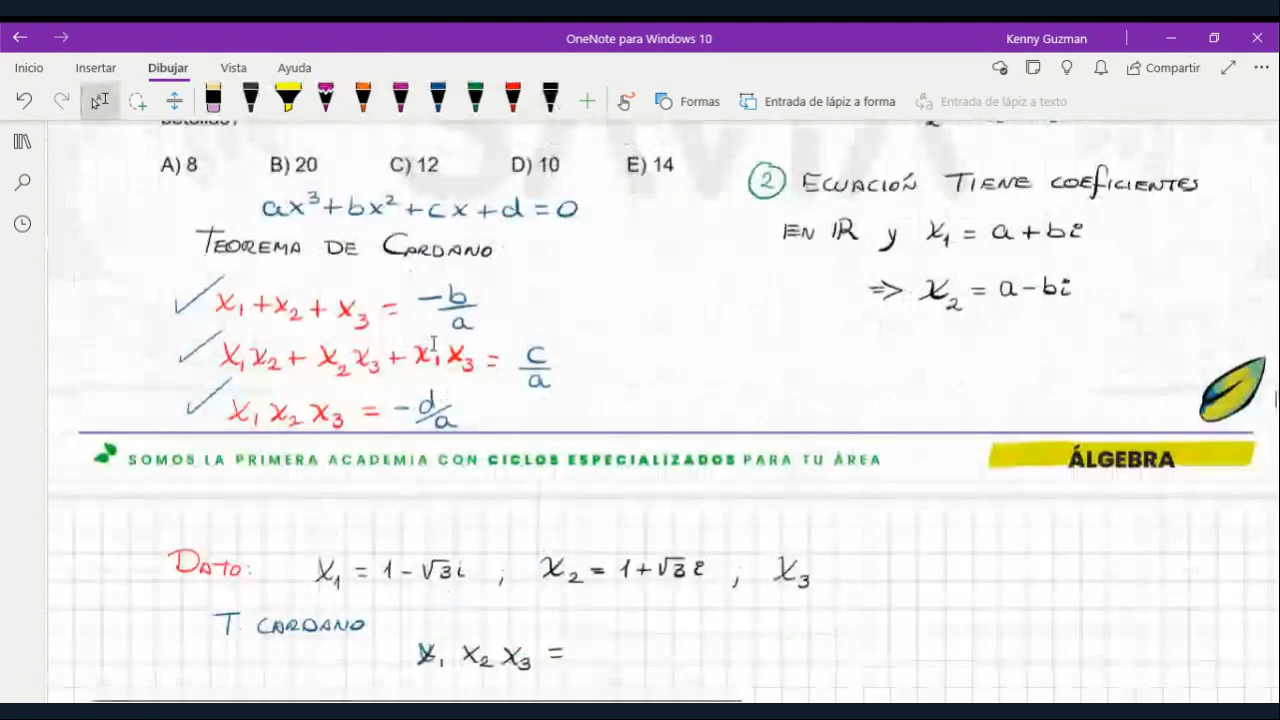 OneNote para Windows 10
Kenny Guzman
Inicio Insertar Dibujar Vista Ayuda
Compartir
Formas Entrada de lápiz a forma Entrada de lápiz a texto
A) 8 B) 20 C) 12 D) 10 E) 14
ax³+bx²+cx+d=0
TEOREMA DE CARDANO
x₁+x₂+x₃ = -b/a
x₁x₂+x₂x₃+x₁x₃ = c/a
x₁x₂x₃ = -d/a
2 ECUACIÓN TIENE COEFICIENTES
EN IR y x₁ = a+bi
⇒ x₂ = a-bi
SOMOS LA PRIMERA ACADEMIA CON CICLOS ESPECIALIZADOS PARA TU ÁREA
ÁLGEBRA
DATO: x₁ = 1-√3i ; x₂ = 1+√3i ; x₃
T. CARDANO
x₁ x₂ x₃ =